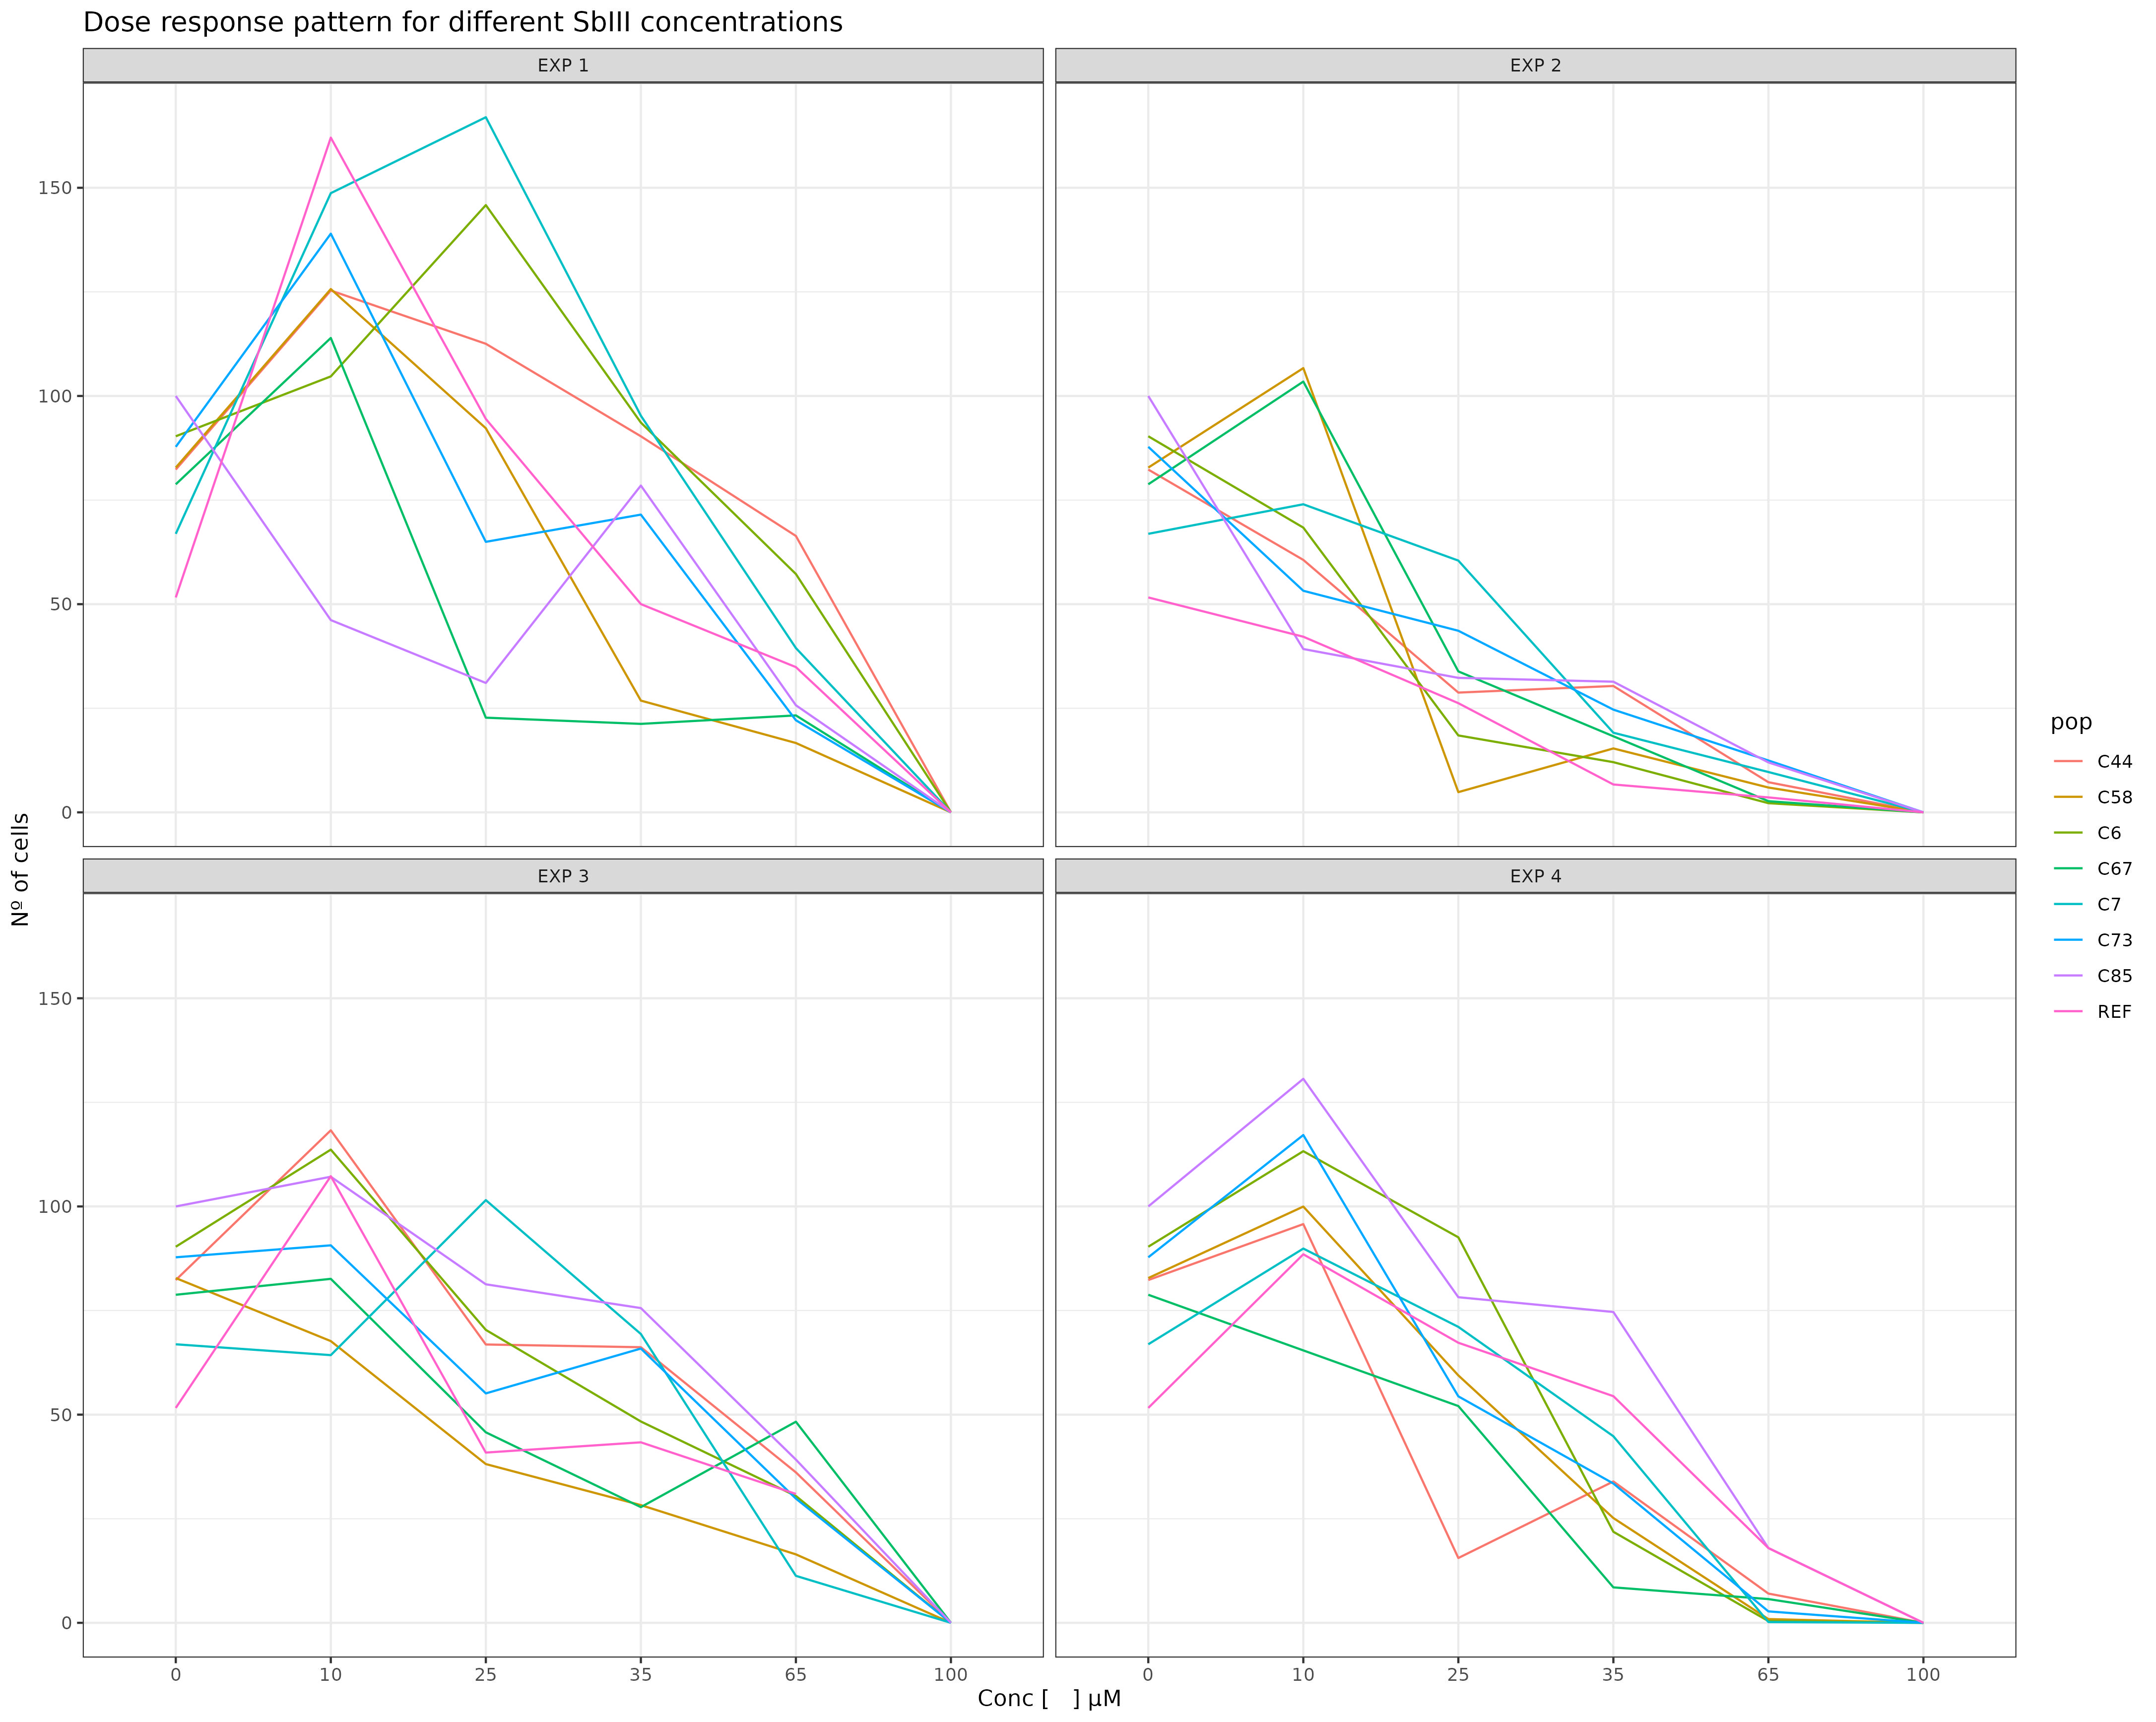 Dose response pattern for different SbIII concentrations
EXP 1
EXP 2
150
100
50
0
EXP 3
EXP 4
150
100
50
0
0 10 25 35 65 100
0 10 25 35 65 100
Nº of cells
Conc [ ] µM
pop
C44
C58
C6
C67
C7
C73
C85
REF